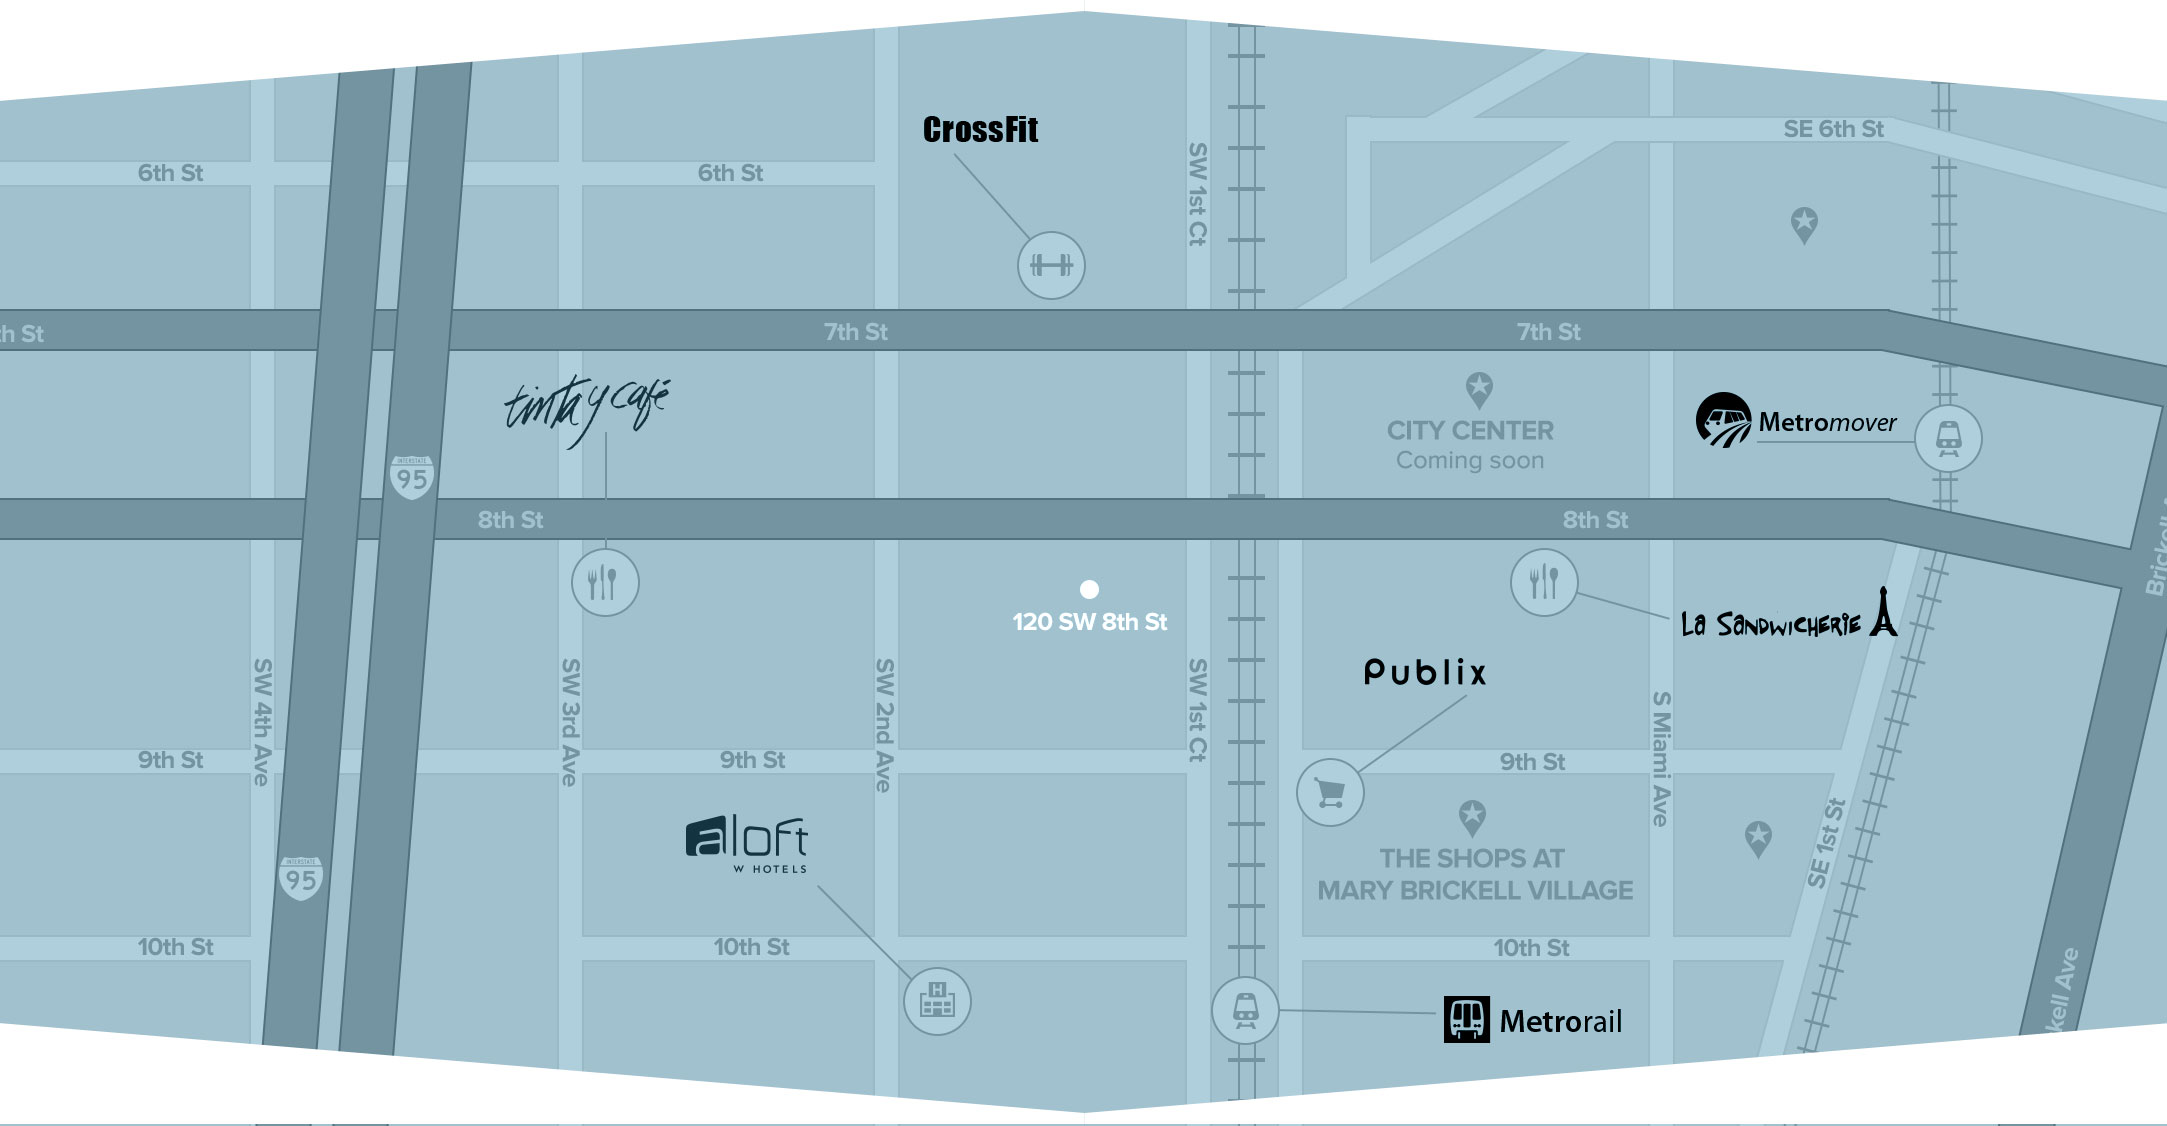 CrossFit
SE 6th St
6th St
6th St
SW 1st Ct
th St
7th St
7th St
tinta y café
CITY CENTER
Coming soon
Metromover
INTERSTATE
95
8th St
8th St
Brickell
120 SW 8th St
La Sandwicherie
Publix
SW 4th Ave
SW 3rd Ave
SW 2nd Ave
SW 1st Ct
S Miami Ave
9th St
9th St
9th St
SE 1st St
aloft
W HOTELS
THE SHOPS AT
MARY BRICKELL VILLAGE
INTERSTATE
95
10th St
10th St
10th St
kell Ave
Metrorail